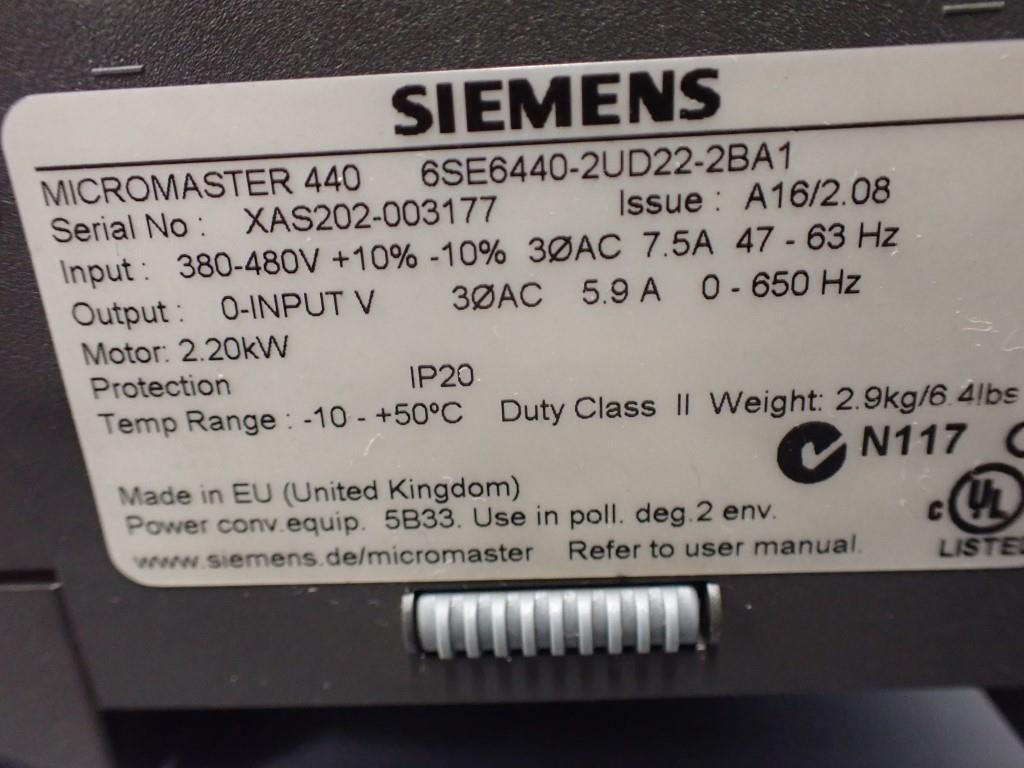 SIEMENS
MICROMASTER 440 6SE6440-2UD22-2BA1
Serial No : XAS202-003177 Issue : A16/2.08
Input : 380-480V +10% -10% 3ØAC 7.5A 47 - 63 Hz
Output : 0-INPUT V 3ØAC 5.9 A 0 - 650 Hz
Motor: 2.20kW
Protection IP20
Temp Range : -10 - +50ºC Duty Class II Weight: 2.9kg/6.4lbs
N117
Made in EU (United Kingdom)
Power conv.equip. 5B33. Use in poll. deg.2 env.
c UL
www.siemens.de/micromaster Refer to user manual.